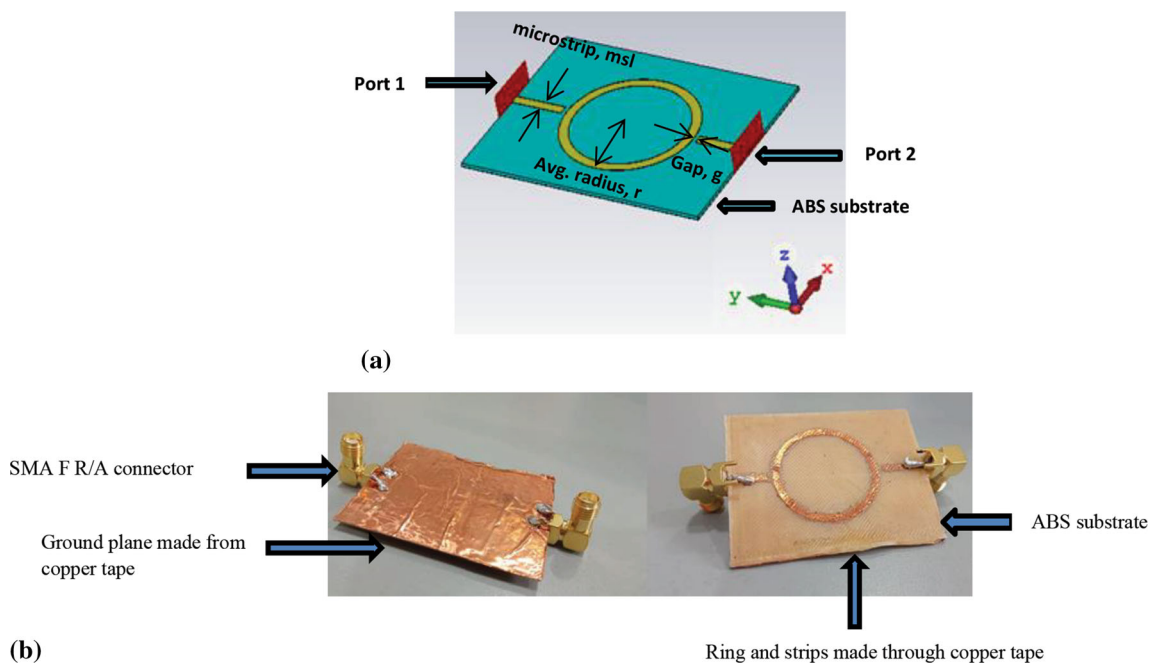 microstrip, msl
Port 1
Avg. radius, r
Gap, g
Port 2
ABS substrate
z
x
y
(a)
SMA F R/A connector
Ground plane made from
copper tape
ABS substrate
Ring and strips made through copper tape
(b)